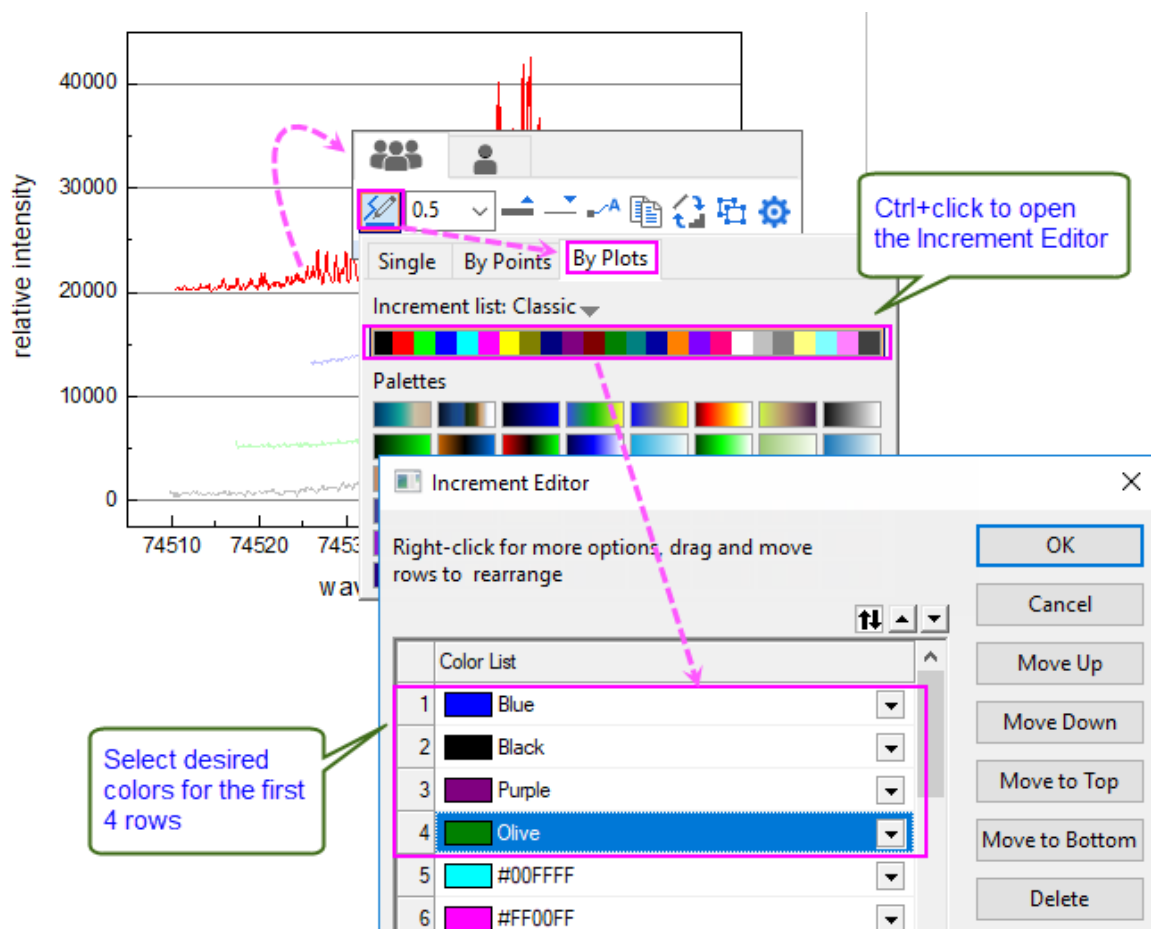 40000
30000
20000
10000
0
relative intensity
74510 74520 7453
wav
0.5
A
Single By Points By Plots
Increment list: Classic
Palettes
Ctrl+click to open
the Increment Editor
Increment Editor
Right-click for more options, drag and move
rows to rearrange
OK
Cancel
Move Up
Move Down
Move to Top
Move to Bottom
Delete
Color List
1 Blue
2 Black
3 Purple
4 Olive
5 #00FFFF
6 #FF00FF
Select desired
colors for the first
4 rows